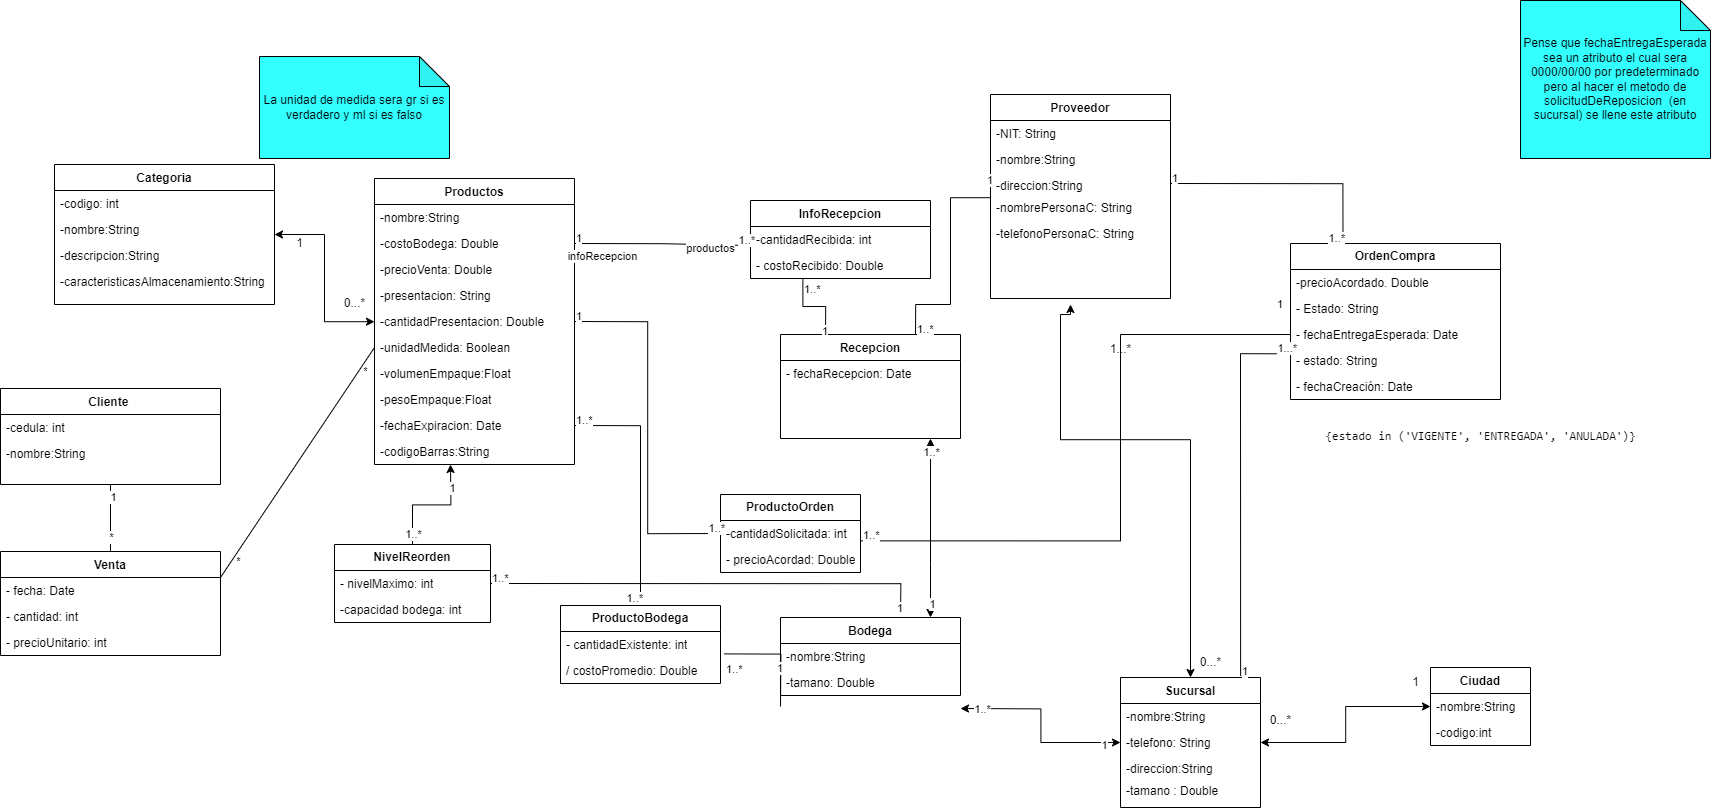 Pense que fechaEntregaEsperada
sea un atributo el cual sera
0000/00/00 por predeterminado
pero al hacer el metodo de
solicitudDeReposicion (en
sucursal) se llene este atributo
La unidad de medida sera gr si es
verdadero y ml si es falso
Categoria
-codigo: int
-nombre:String
-descripcion:String
-caracteristicasAlmacenamiento:String
1
0...*
Productos
-nombre:String
-costoBodega: Double
-precioVenta: Double
-presentacion: String
-cantidadPresentacion: Double
-unidadMedida: Boolean
-volumenEmpaque:Float
-pesoEmpaque:Float
-fechaExpiracion: Date
-codigoBarras:String
1
infoRecepcion
productos
1..*
1
*
1..*
InfoRecepcion
-cantidadRecibida: int
- costoRecibido: Double
1..*
1
Recepcion
- fechaRecepcion: Date
1..*
1..*
Proveedor
-NIT: String
-nombre:String
-direccion:String
-nombrePersonaC: String
-telefonoPersonaC: String
1
1
1..*
OrdenCompra
-precioAcordado. Double
- Estado: String
- fechaEntregaEsperada: Date
- estado: String
- fechaCreación: Date
1
1...*
1...*
{estado in ('VIGENTE', 'ENTREGADA', 'ANULADA')}
Cliente
-cedula: int
-nombre:String
1
*
Venta
- fecha: Date
- cantidad: int
- precioUnitario: int
*
1
1..*
NivelReorden
- nivelMaximo: int
-capacidad bodega: int
1..*
1
ProductoOrden
-cantidadSolicitada: int
- precioAcordad: Double
1..*
1..*
1..*
ProductoBodega
- cantidadExistente: int
/ costoPromedio: Double
1..*
1
Bodega
-nombre:String
-tamano: Double
1
1..*
1
0...*
1
Sucursal
-nombre:String
-telefono: String
-direccion:String
-tamano : Double
0...*
1
Ciudad
-nombre:String
-codigo:int